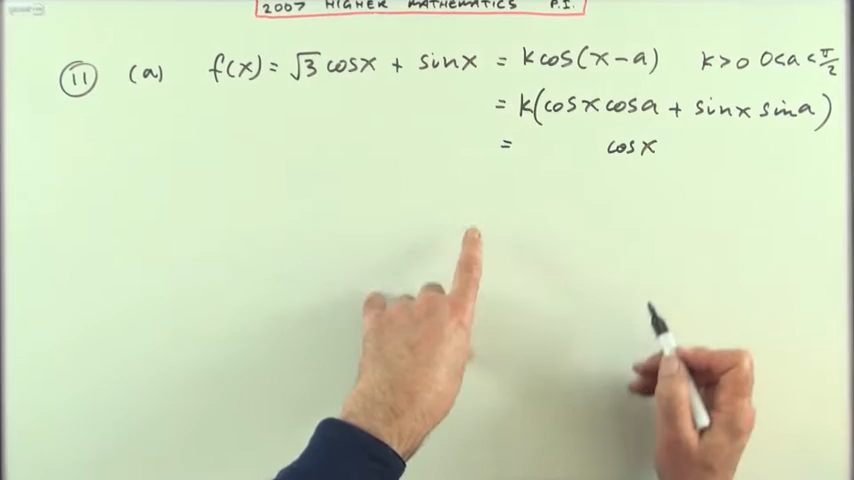 2007 HIGHER MATHEMATICS P.I.
11 (a) f(x) = √3 cosx + sinx = kcos(x-a) k>0 0<a<π/2
= k(cosx cosa + sinx sina)
= cosx